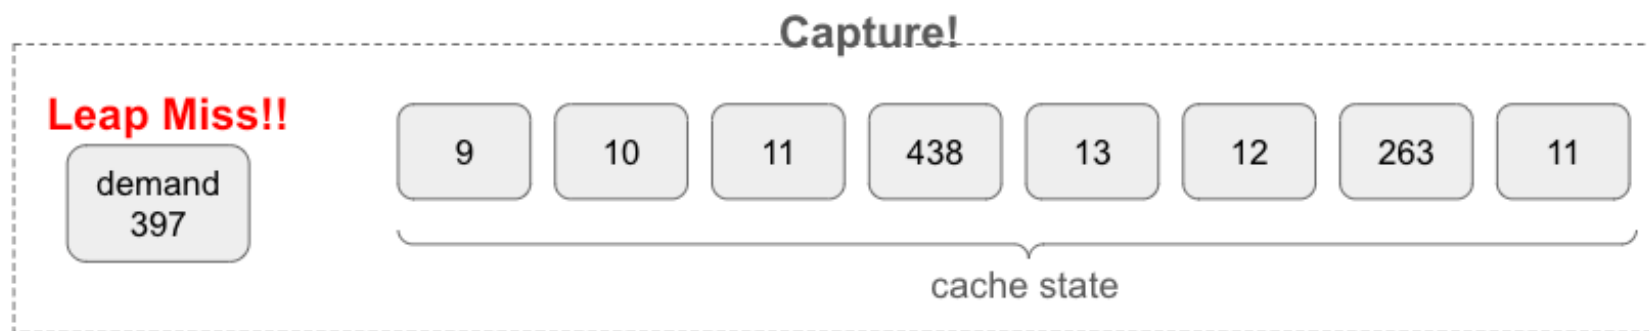 Capture!
Leap Miss!!
demand
397
9 10 11 438 13 12 263 11
cache state